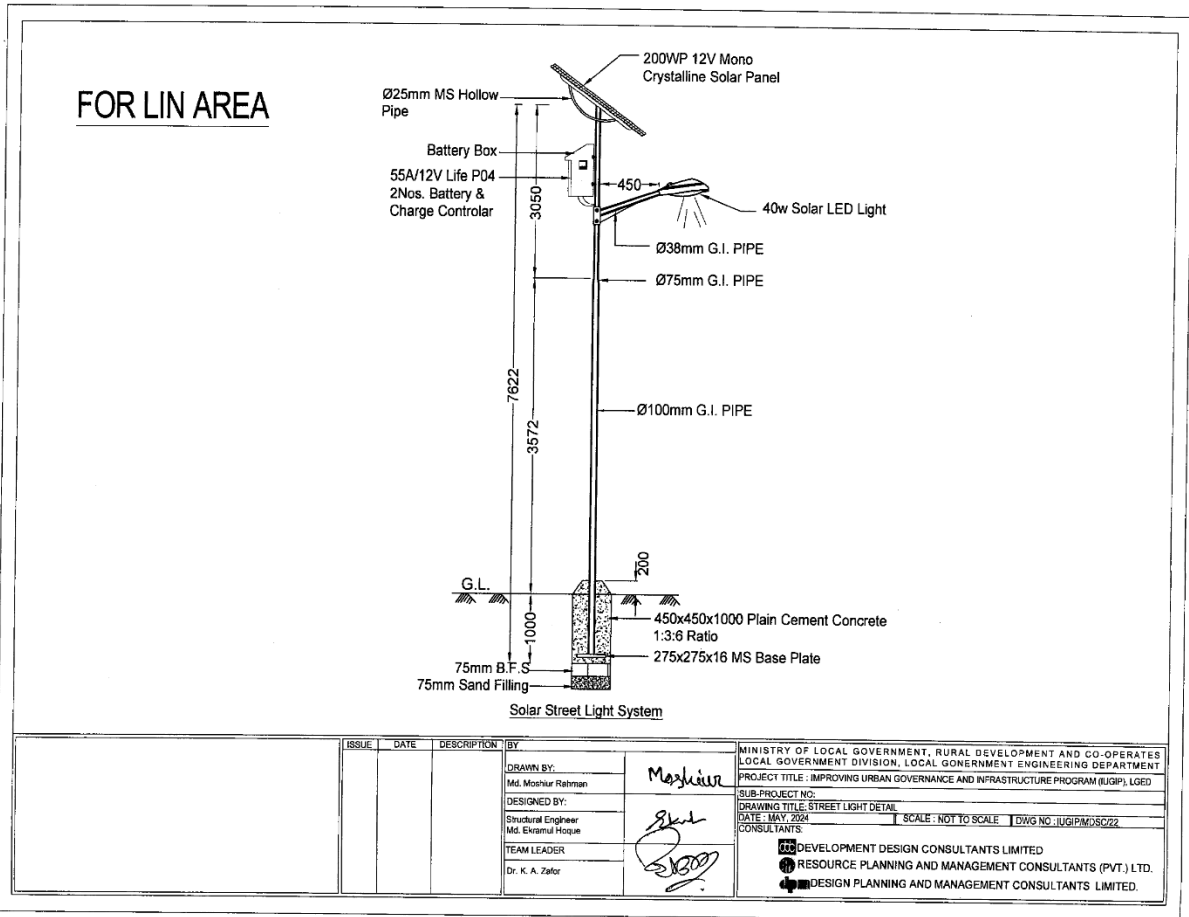 FOR LIN AREA
200WP 12V Mono
Crystalline Solar Panel
Ø25mm MS Hollow
Pipe
Battery Box
55A/12V Life P04
2Nos. Battery &
Charge Controlar
450
3050
40w Solar LED Light
Ø38mm G.I. PIPE
Ø75mm G.I. PIPE
7622
3572
Ø100mm G.I. PIPE
200
G.L.
1000
450x450x1000 Plain Cement Concrete
1:3:6 Ratio
275x275x16 MS Base Plate
75mm B.F.S
75mm Sand Filling
Solar Street Light System
ISSUE
DATE
DESCRIPTION
BY
DRAWN BY:
Md. Moshiur Rahman
Moshiur
DESIGNED BY:
Structural Engineer
Md. Ekramul Hoque
TEAM LEADER
Dr. K. A. Zafor
MINISTRY OF LOCAL GOVERNMENT, RURAL DEVELOPMENT AND CO-OPERATES
LOCAL GOVERNMENT DIVISION, LOCAL GONERNMENT ENGINEERING DEPARTMENT
PROJECT TITLE : IMPROVING URBAN GOVERNANCE AND INFRASTRUCTURE PROGRAM (IUGIP), LGED
SUB-PROJECT NO:
DRAWING TITLE: STREET LIGHT DETAIL
DATE : MAY, 2024
SCALE : NOT TO SCALE
DWG NO : IUGIP/MDSC/22
CONSULTANTS:
ddc DEVELOPMENT DESIGN CONSULTANTS LIMITED
RESOURCE PLANNING AND MANAGEMENT CONSULTANTS (PVT.) LTD.
dpm DESIGN PLANNING AND MANAGEMENT CONSULTANTS LIMITED.